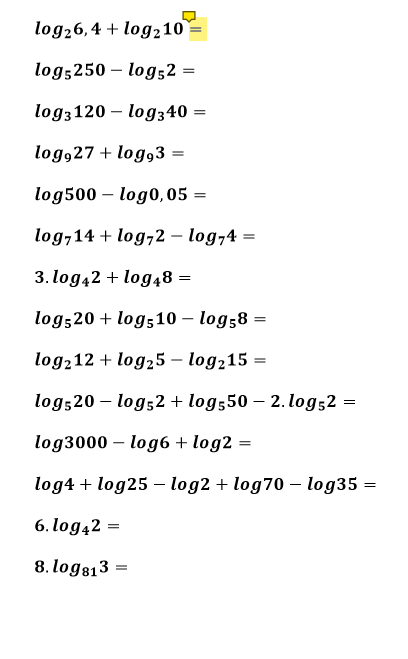 log₂6,4 + log₂10 =
log₅250 − log₅2 =
log₃120 − log₃40 =
log₉27 + log₉3 =
log500 − log0,05 =
log₇14 + log₇2 − log₇4 =
3.log₄2 + log₄8 =
log₅20 + log₅10 − log₅8 =
log₂12 + log₂5 − log₂15 =
log₅20 − log₅2 + log₅50 − 2.log₅2 =
log3000 − log6 + log2 =
log4 + log25 − log2 + log70 − log35 =
6.log₄2 =
8.log₈₁3 =